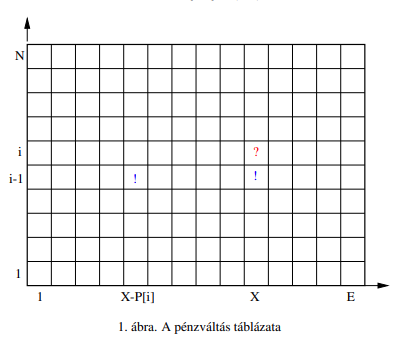 N
i
?
i-1
!
!
1
1
X-P[i]
X
E
1. ábra. A pénzváltás táblázata